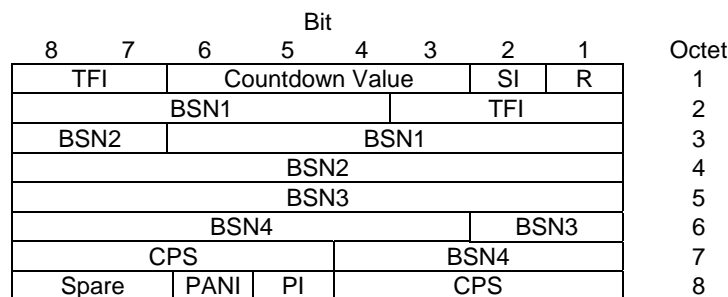 Bit
8 7 6 5 4 3 2 1 Octet
TFI Countdown Value SI R 1
BSN1 TFI 2
BSN2 BSN1 3
BSN2 4
BSN3 5
BSN4 BSN3 6
CPS BSN4 7
Spare PANI PI CPS 8